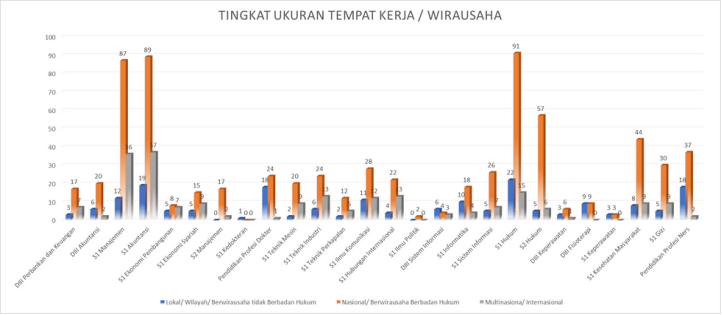 TINGKAT UKURAN TEMPAT KERJA / WIRAUSAHA
100
90
80
70
60
50
40
30
20
10
0
3 17 7
6 20 2
12 87 36
19 89 37
5 8 7
5 15 9
0 17 2
1 0 0
18 24 1
2 20 9
6 24 13
2 12 5
11 28 12
4 22 13
0 2 0
6 4 3
10 18 4
5 26 7
22 91 15
5 57 6
3 6 1
9 9 0
3 3 0
8 44 9
5 30 9
18 37 2
DIII Perbankan dan Keuangan
DIII Akuntansi
S1 Manajemen
S1 Akuntansi
S1 Ekonomi Pembangunan
S1 Ekonomi Syariah
S2 Manajemen
S1 Kedokteran
Pendidikan Profesi Dokter
S1 Teknik Mesin
S1 Teknik Industri
S1 Teknik Perkapalan
S1 Ilmu Komunikasi
S1 Hubungan Internasional
S1 Ilmu Politik
DIII Sistem Informasi
S1 Informatika
S1 Sistem Informasi
S1 Hukum
S2 Hukum
DIII Keperawatan
DIII Fisioterapi
S1 Keperawatan
S1 Kesehatan Masyarakat
S1 Gizi
Pendidikan Profesi Ners
Lokal/ Wilayah/ Berwirausaha tidak Berbadan Hukum
Nasional/ Berwirausaha Berbadan Hukum
Multinasiona/ Internasional